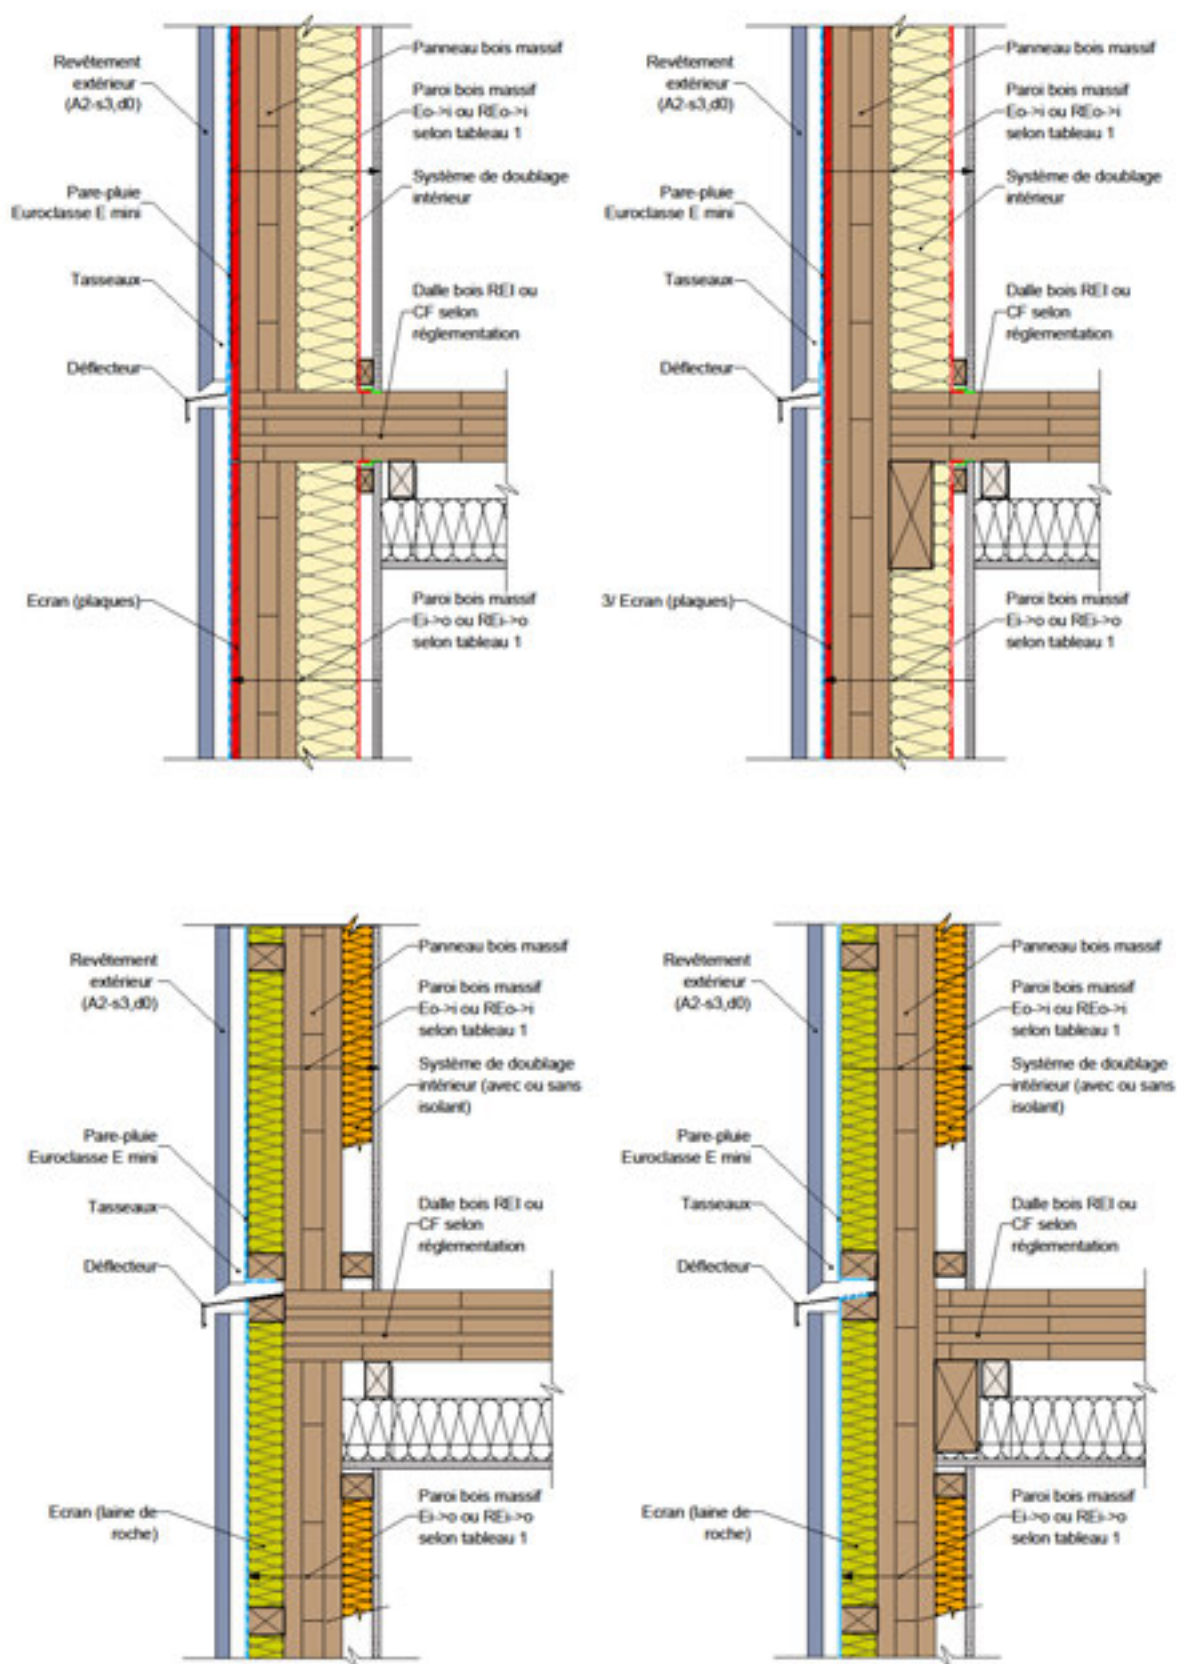 Revêtement
extérieur
(A2-s3,d0)
Pare-pluie
Euroclasse E mini
Tasseaux
Déflecteur
Ecran (plaques)
Panneau bois massif
Paroi bois massif
Eo->i ou REo->i
selon tableau 1
Système de doublage
intérieur
Dalle bois REI ou
CF selon
réglementation
Paroi bois massif
Ei->o ou REi->o
selon tableau 1
Revêtement
extérieur
(A2-s3,d0)
Pare-pluie
Euroclasse E mini
Tasseaux
Déflecteur
3/ Ecran (plaques)
Panneau bois massif
Paroi bois massif
Eo->i ou REo->i
selon tableau 1
Système de doublage
intérieur
Dalle bois REI ou
CF selon
réglementation
Paroi bois massif
Ei->o ou REi->o
selon tableau 1
Revêtement
extérieur
(A2-s3,d0)
Pare-pluie
Euroclasse E mini
Tasseaux
Déflecteur
Ecran (laine de
roche)
Panneau bois massif
Paroi bois massif
Eo->i ou REo->i
selon tableau 1
Système de doublage
intérieur (avec ou sans
isolant)
Dalle bois REI ou
CF selon
réglementation
Paroi bois massif
Ei->o ou REi->o
selon tableau 1
Revêtement
extérieur
(A2-s3,d0)
Pare-pluie
Euroclasse E mini
Tasseaux
Déflecteur
Ecran (laine de
roche)
Panneau bois massif
Paroi bois massif
Eo->i ou REo->i
selon tableau 1
Système de doublage
intérieur (avec ou sans
isolant)
Dalle bois REI ou
CF selon
réglementation
Paroi bois massif
Ei->o ou REi->o
selon tableau 1